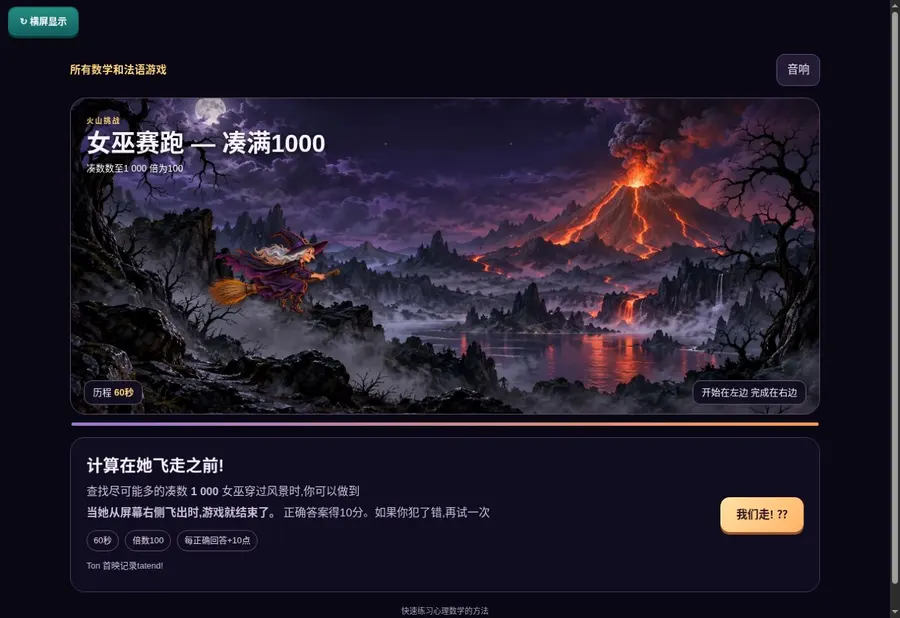 ↻ 横屏显示
所有数学和法语游戏
音响
火山挑战
女巫赛跑 — 凑满1000
凑数数至1 000 倍为100
历程 60秒
开始在左边 完成在右边
计算在她飞走之前!
查找尽可能多的凑数 1 000 女巫穿过风景时,你可以做到
当她从屏幕右侧飞出时,游戏就结束了。 正确答案得10分。如果你犯了错,再试一次
我们走! ??
60秒
倍数100
每正确回答+10点
Ton 首映记录tatend!
快速练习心理数学的方法